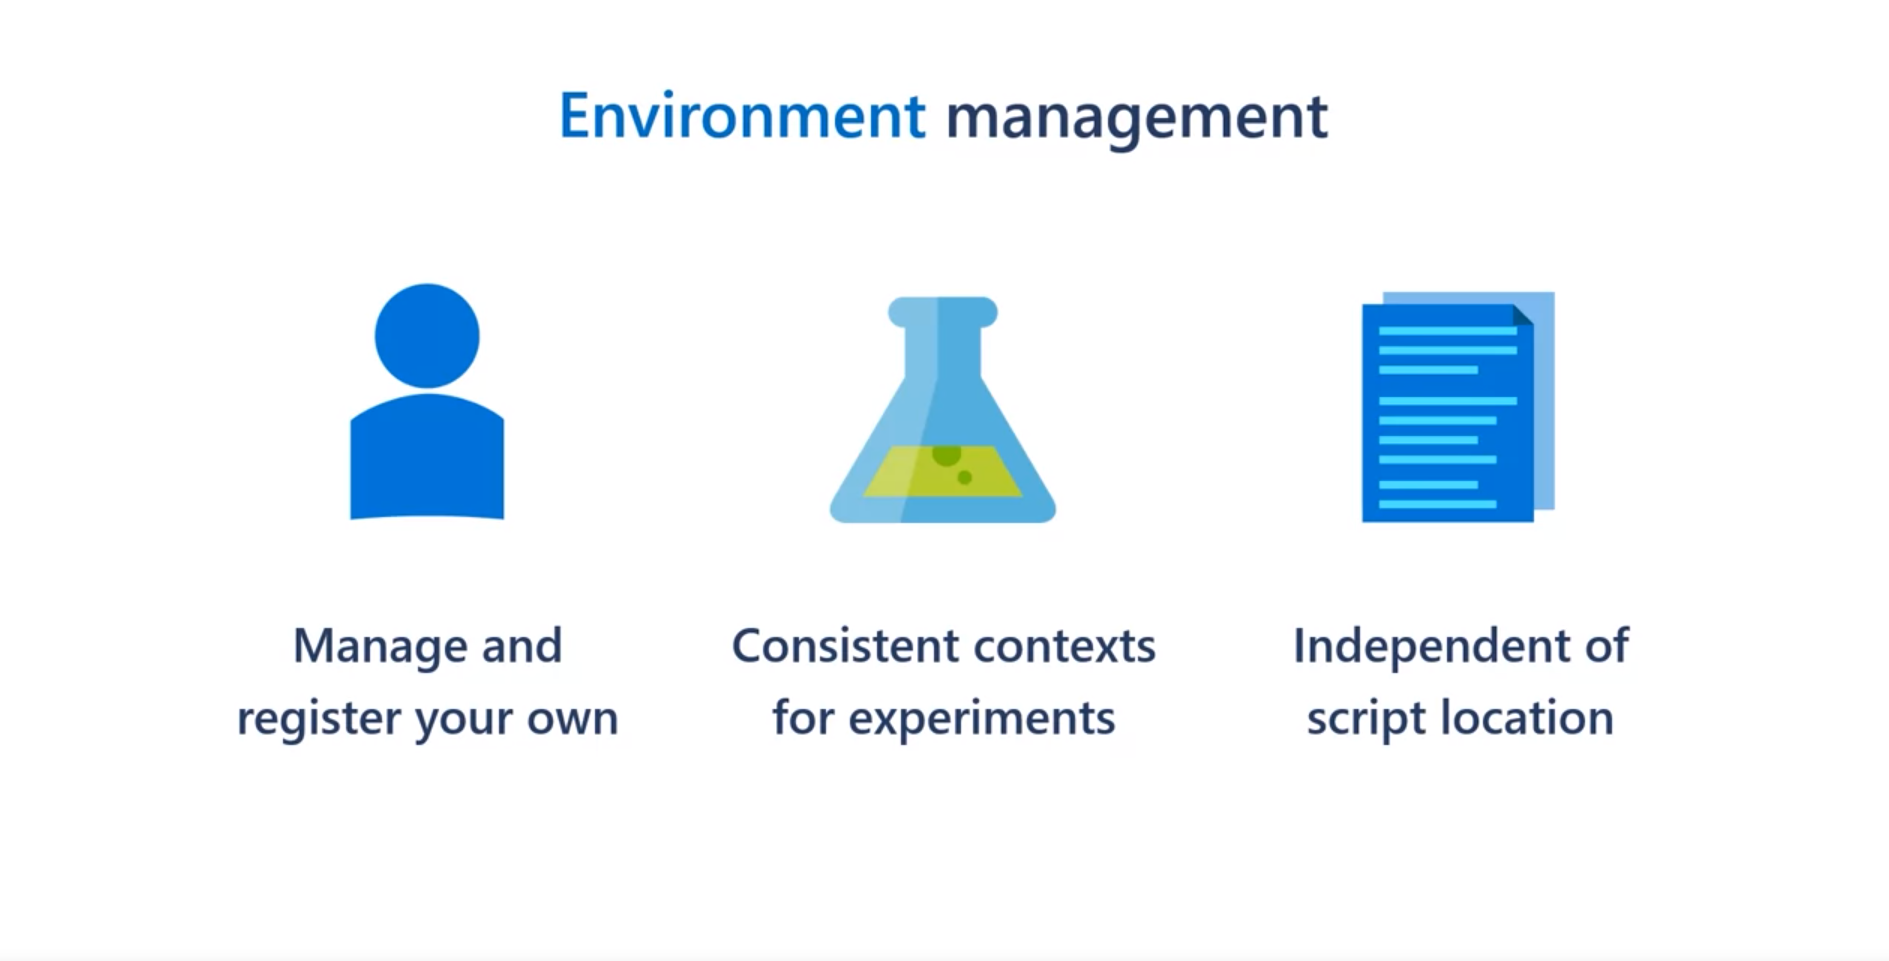 Environment management
Manage and
register your own
Consistent contexts
for experiments
Independent of
script location